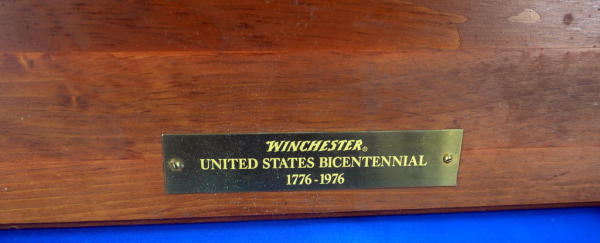 WINCHESTER®
UNITED STATES BICENTENNIAL
1776-1976